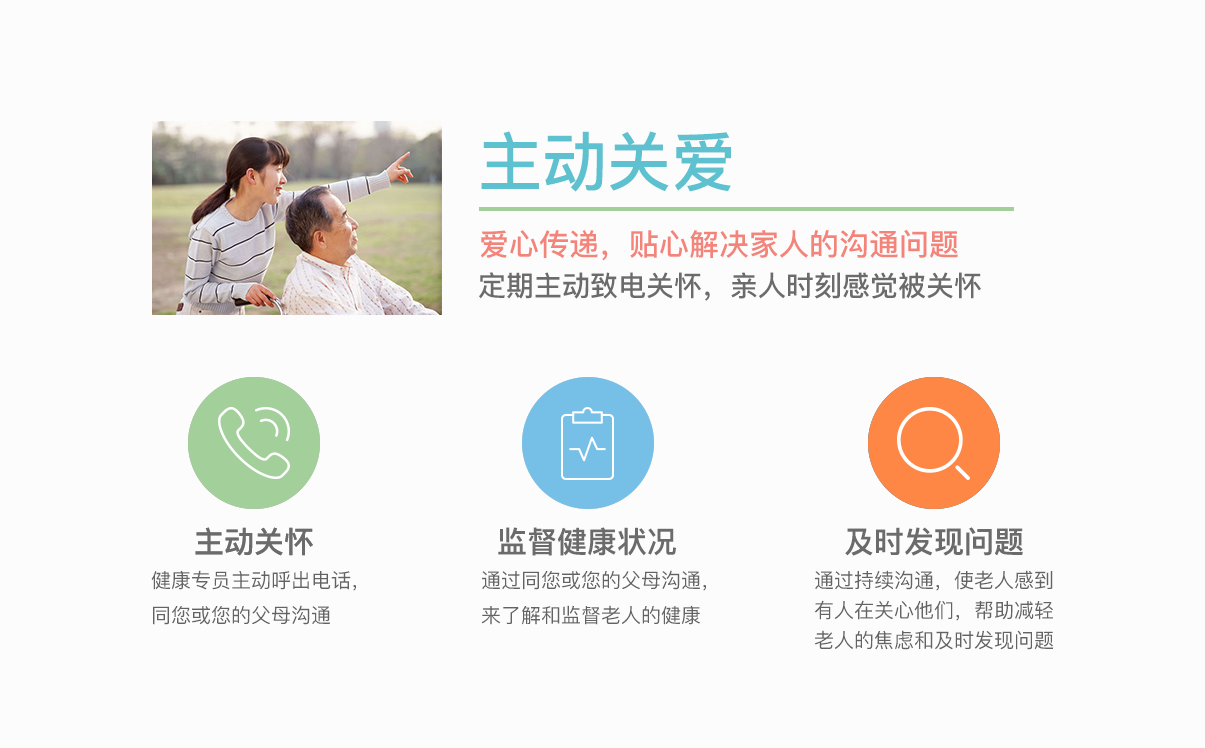 主动关爱
爱心传递，贴心解决家人的沟通问题
定期主动致电关怀，亲人时刻感觉被关怀
主动关怀
健康专员主动呼出电话，
同您或您的父母沟通
监督健康状况
通过同您或您的父母沟通，
来了解和监督老人的健康
及时发现问题
通过持续沟通，使老人感到
有人在关心他们，帮助减轻
老人的焦虑和及时发现问题